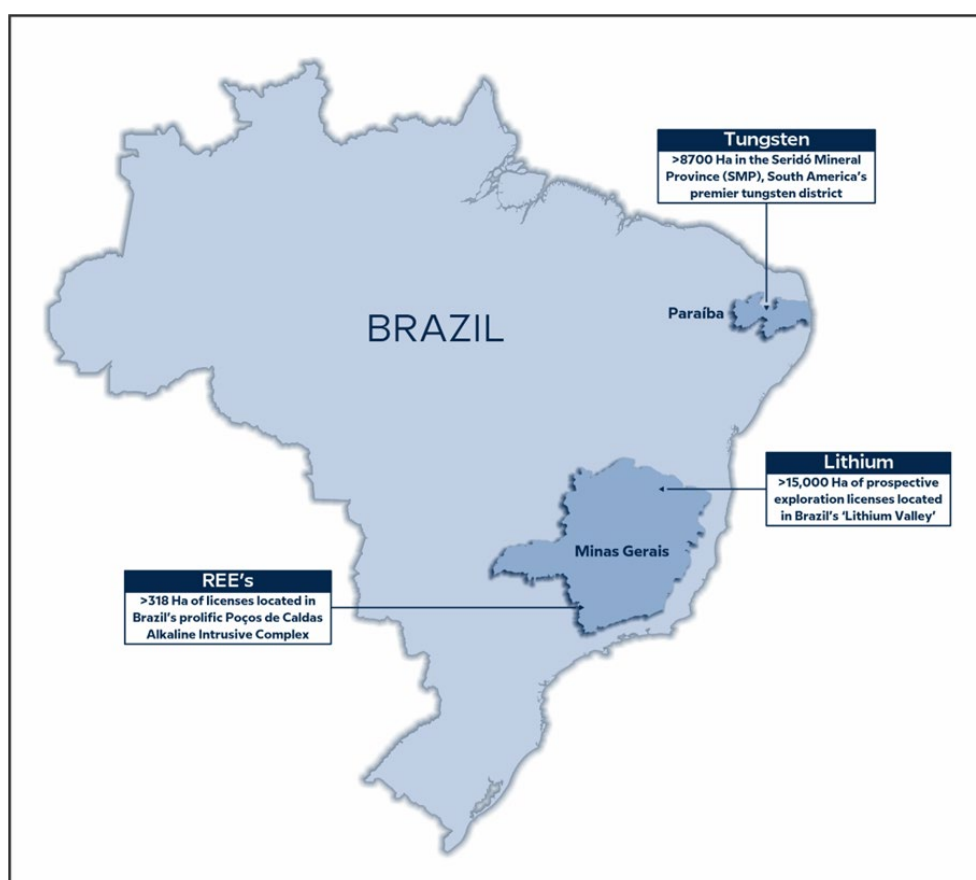 Tungsten
>8700 Ha in the Seridó Mineral
Province (SMP), South America's
premier tungsten district
Paraíba
BRAZIL
Lithium
>15,000 Ha of prospective
exploration licenses located
in Brazil's ‘Lithium Valley’
Minas Gerais
REE's
>318 Ha of licenses located in
Brazil's prolific Poços de Caldas
Alkaline Intrusive Complex